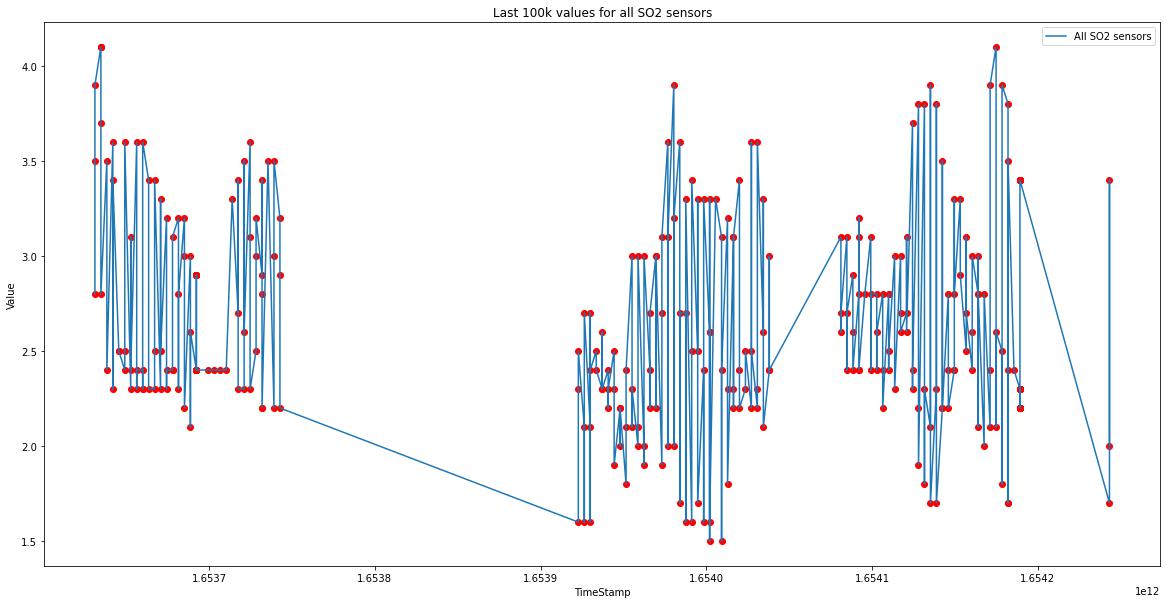 Last 100k values for all SO2 sensors
All SO2 sensors
4.0
3.5
3.0
2.5
2.0
1.5
Value
1.6537
1.6538
1.6539
1.6540
1.6541
1.6542
1e12
TimeStamp